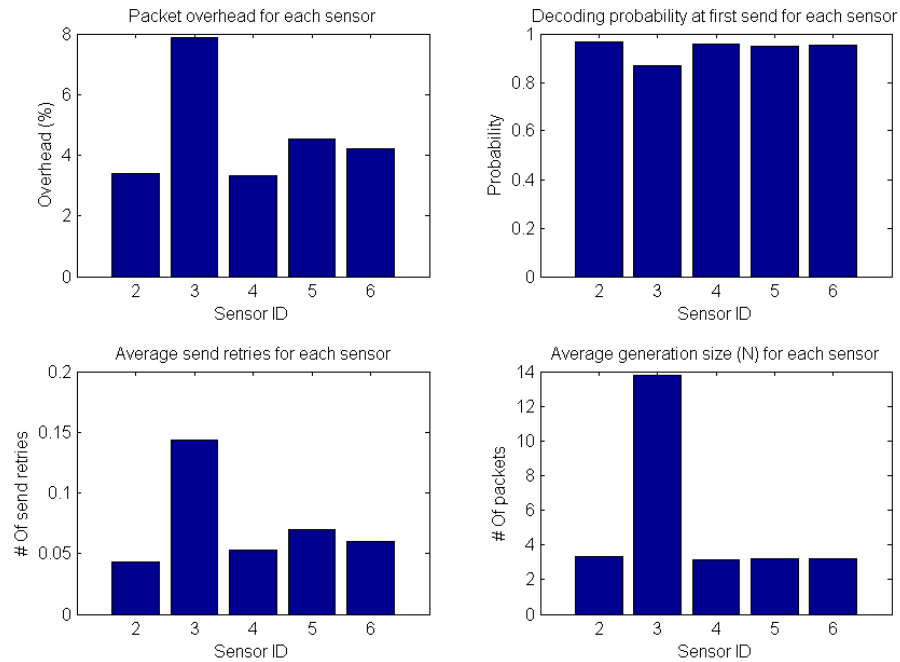 Packet overhead for each sensor
8
6
4
2
0
Overhead (%)
2 3 4 5 6
Sensor ID
Decoding probability at first send for each sensor
1
0.8
0.6
0.4
0.2
0
Probability
2 3 4 5 6
Sensor ID
Average send retries for each sensor
0.2
0.15
0.1
0.05
0
# Of send retries
2 3 4 5 6
Sensor ID
Average generation size (N) for each sensor
14
12
10
8
6
4
2
0
# Of packets
2 3 4 5 6
Sensor ID